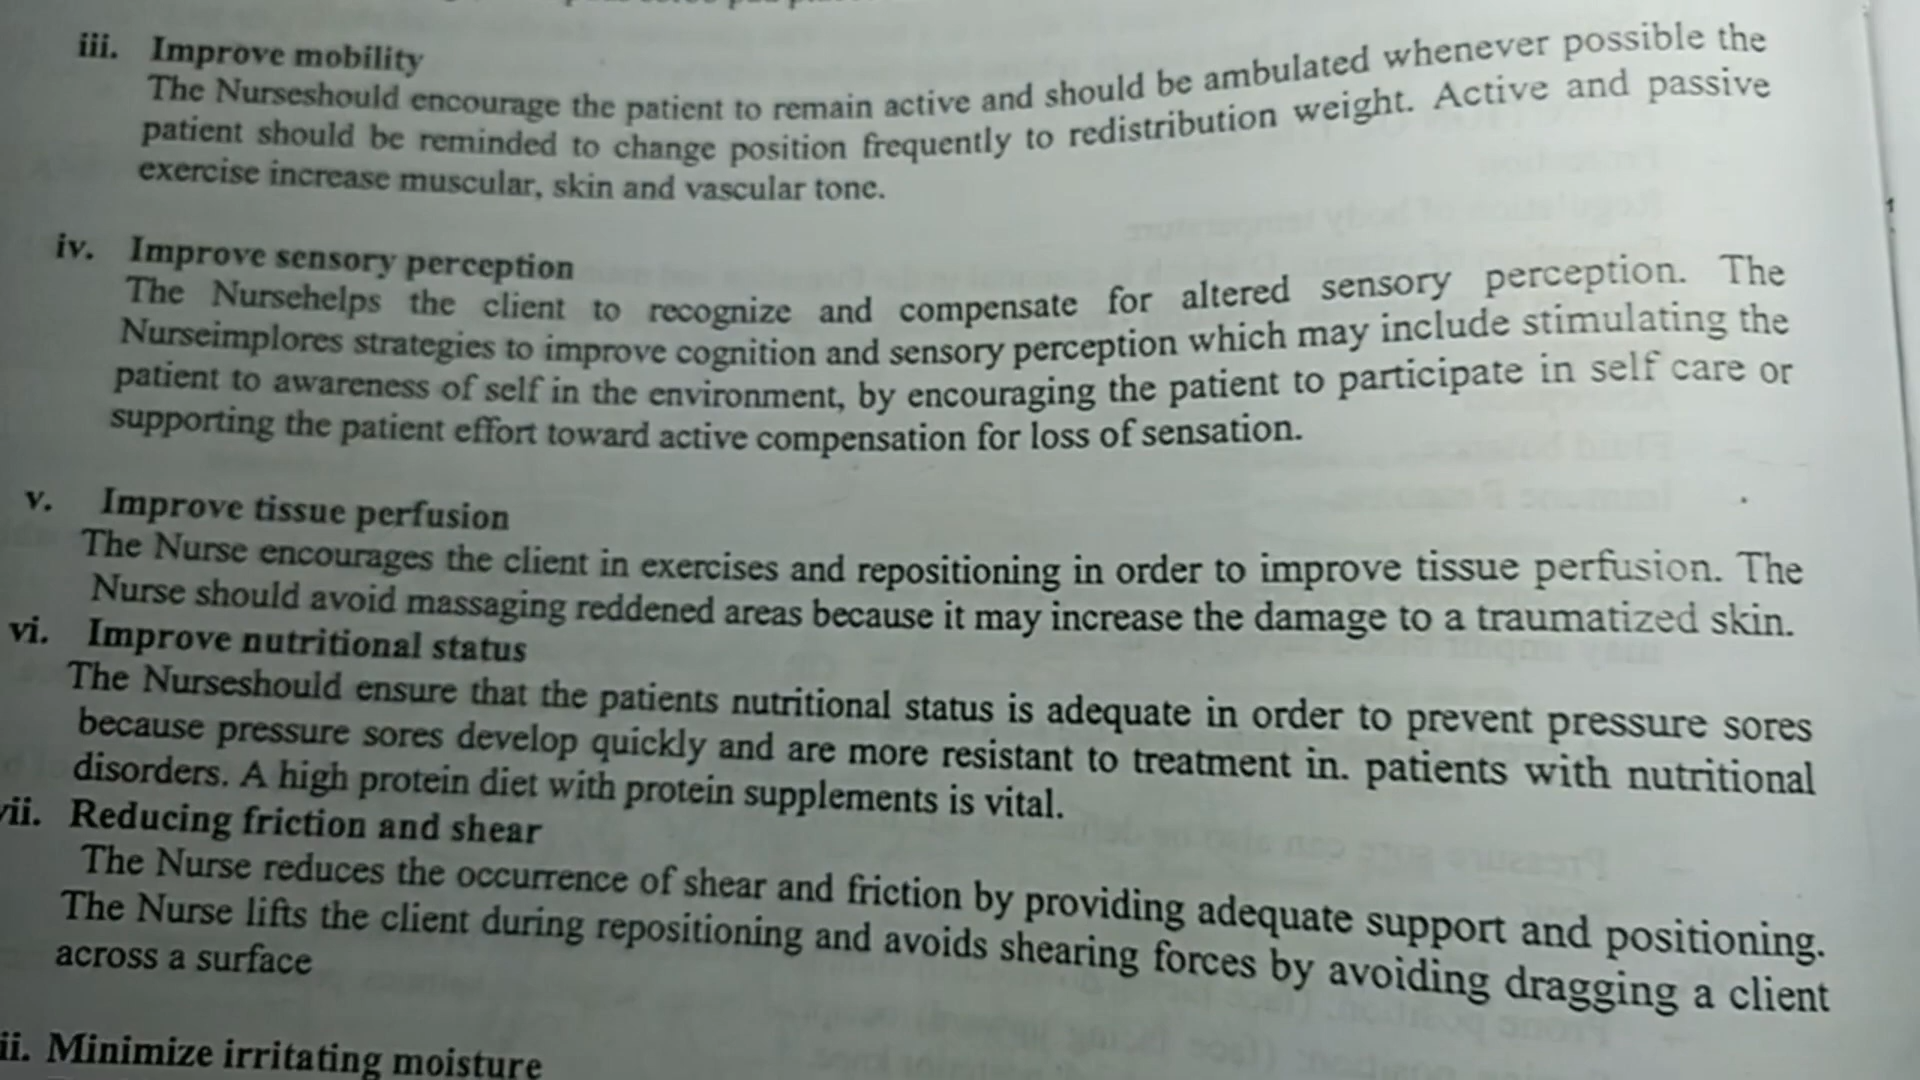 iii. Improve mobility
The Nurseshould encourage the patient to remain active and should be ambulated whenever possible the
patient should be reminded to change position frequently to redistribution weight. Active and passive
exercise increase muscular, skin and vascular tone.
iv. Improve sensory perception
The Nursehelps the client to recognize and compensate for altered sensory perception. The
Nurseimplores strategies to improve cognition and sensory perception which may include stimulating the
patient to awareness of self in the environment, by encouraging the patient to participate in self care or
supporting the patient effort toward active compensation for loss of sensation.
v. Improve tissue perfusion
The Nurse encourages the client in exercises and repositioning in order to improve tissue perfusion. The
Nurse should avoid massaging reddened areas because it may increase the damage to a traumatized skin.
vi. Improve nutritional status
The Nurseshould ensure that the patients nutritional status is adequate in order to prevent pressure sores
because pressure sores develop quickly and are more resistant to treatment in. patients with nutritional
disorders. A high protein diet with protein supplements is vital.
vii. Reducing friction and shear
The Nurse reduces the occurrence of shear and friction by providing adequate support and positioning.
The Nurse lifts the client during repositioning and avoids shearing forces by avoiding dragging a client
across a surface
ii. Minimize irritating moisture